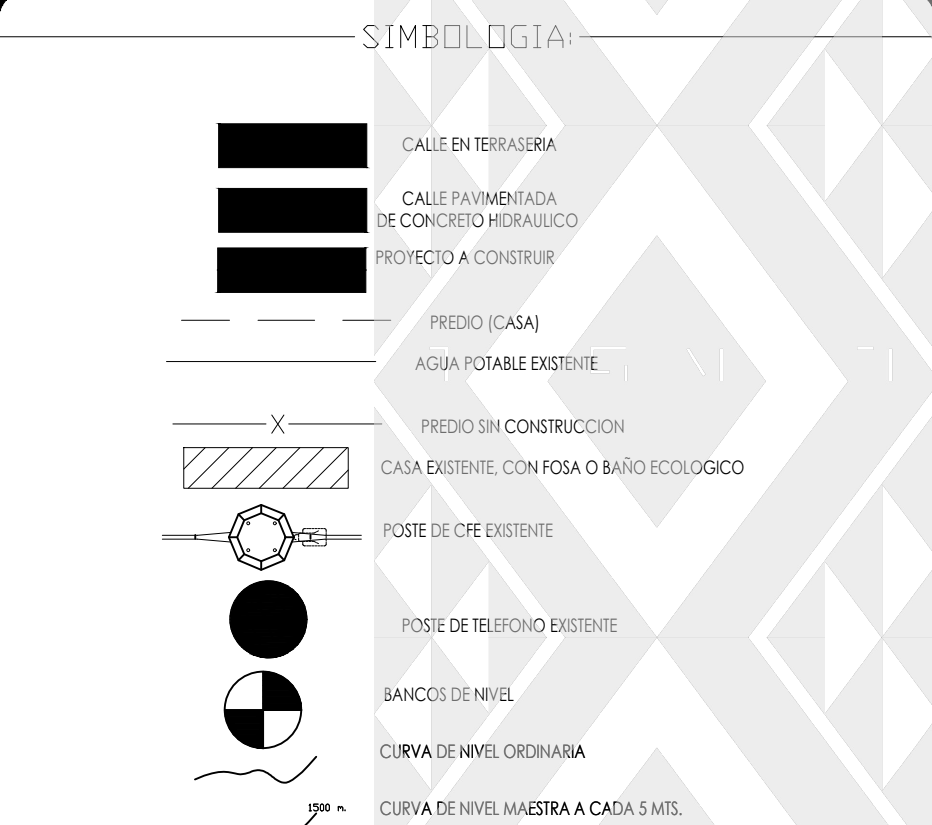 SIMBOLOGIA:
CALLE EN TERRASERIA
CALLE PAVIMENTADA
DE CONCRETO HIDRAULICO
PROYECTO A CONSTRUIR
PREDIO (CASA)
AGUA POTABLE EXISTENTE
X
PREDIO SIN CONSTRUCCION
CASA EXISTENTE, CON FOSA O BAÑO ECOLOGICO
POSTE DE CFE EXISTENTE
POSTE DE TELEFONO EXISTENTE
BANCOS DE NIVEL
CURVA DE NIVEL ORDINARIA
1500 m.
CURVA DE NIVEL MAESTRA A CADA 5 MTS.